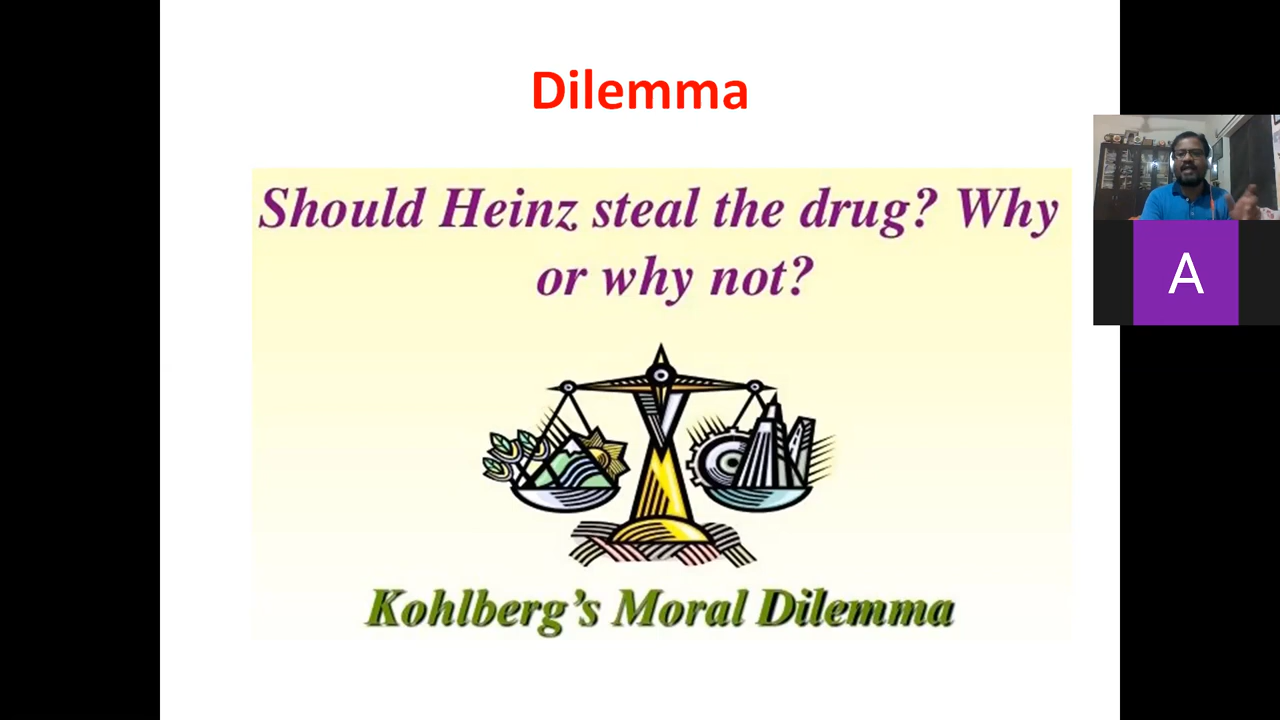 Dilemma
Should Heinz steal the drug? Why
or why not?
A
Kohlberg's Moral Dilemma